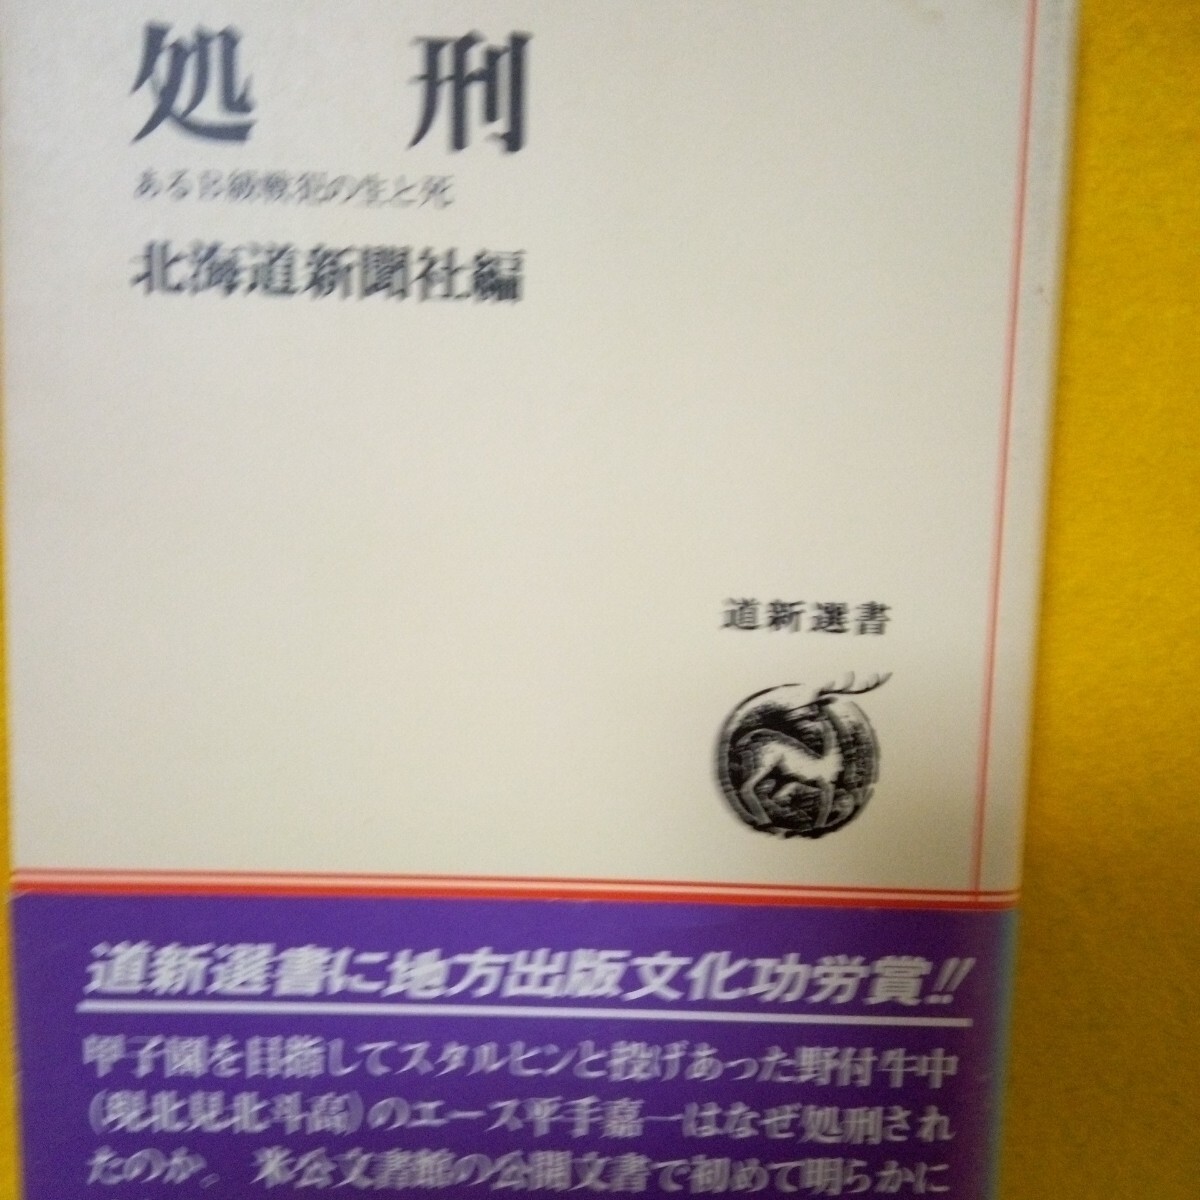 処刑
あるB級戦犯の生と死
北海道新聞社編
道新選書
道新選書に地方出版文化功労賞!!
甲子園を目指してスタルヒンと投げあった野付牛中
(現北見北斗高)のエース平手嘉一はなぜ処刑され
たのか。米公文書館の公開文書で初めて明らかに